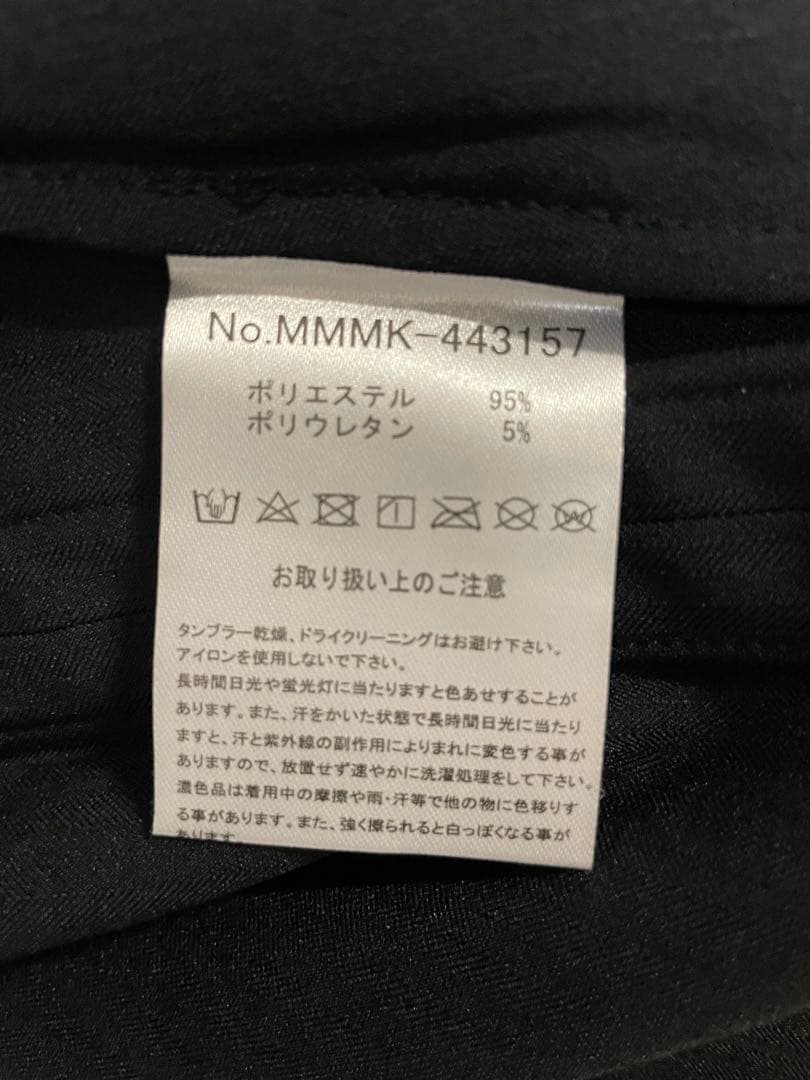 No.MMMK-443157
ポリエステル 95%
ポリウレタン 5%
お取り扱い上のご注意
タンブラー乾燥、ドライクリーニングはお避け下さい。
アイロンを使用しないで下さい。
長時間日光や蛍光灯に当たりますと色あせすることが
あります。また、汗をかいた状態で長時間日光に当たり
ますと、汗と紫外線の副作用によりまれに変色する事が
ありますので、放置せず速やかに洗濯処理をして下さい。
濃色品は着用中の摩擦や雨・汗等で他の物に色移りす
る事があります。また、強く擦られると白っぽくなる事が
あります。